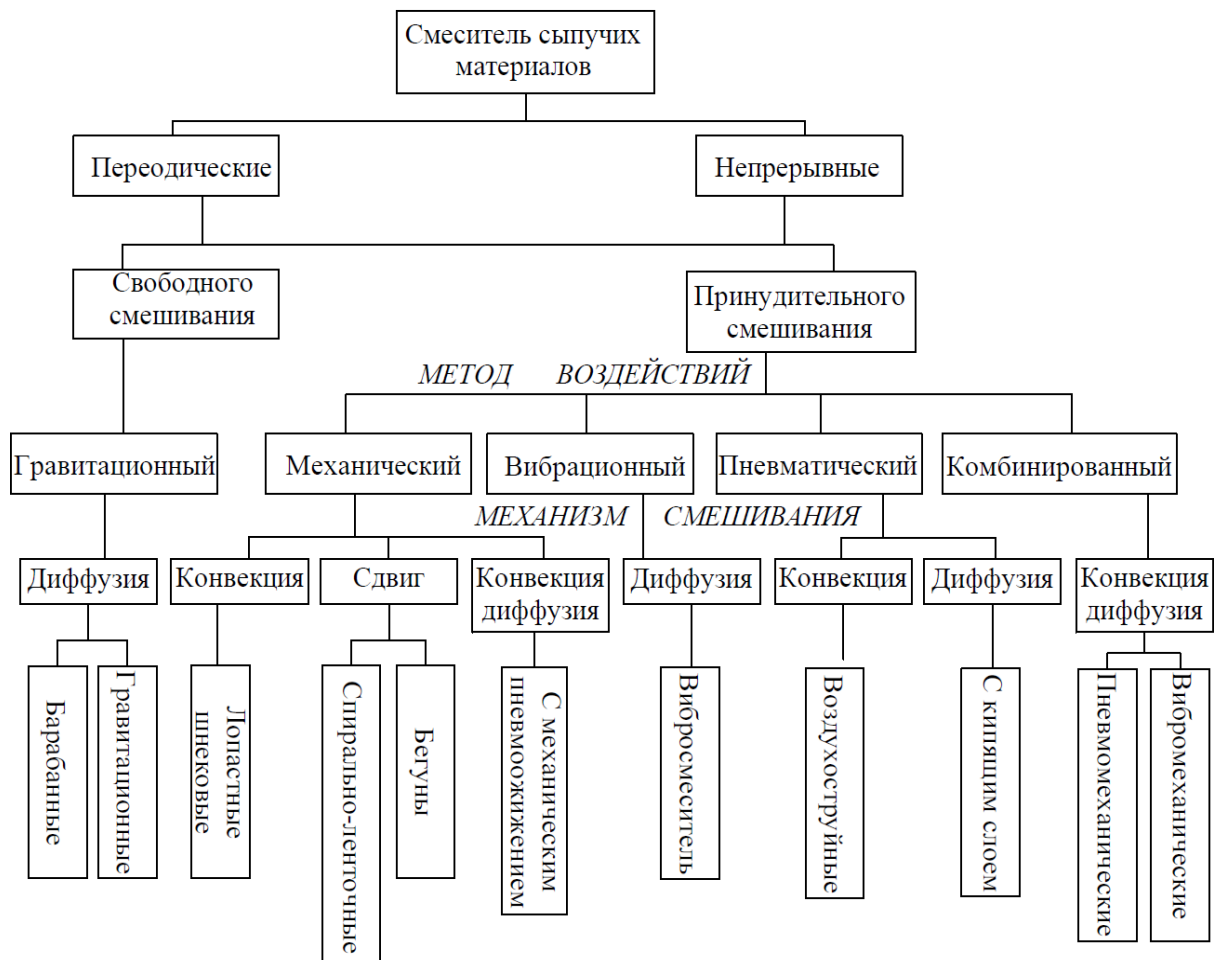 Смеситель сыпучих
материалов
Переодические
Непрерывные
Свободного
смешивания
Принудительного
смешивания
МЕТОД ВОЗДЕЙСТВИЙ
Гравитационный
Механический
Вибрационный
Пневматический
Комбинированный
МЕХАНИЗМ СМЕШИВАНИЯ
Диффузия
Конвекция
Сдвиг
Конвекция
диффузия
Диффузия
Конвекция
Диффузия
Конвекция
диффузия
Барабанные
Гравитационные
Лопастные
шнековые
Спирально-ленточные
Бегуны
С механическим
пневмоожижением
Вибросмеситель
Воздухоструйные
С кипящим слоем
Пневмомеханические
Вибромеханические